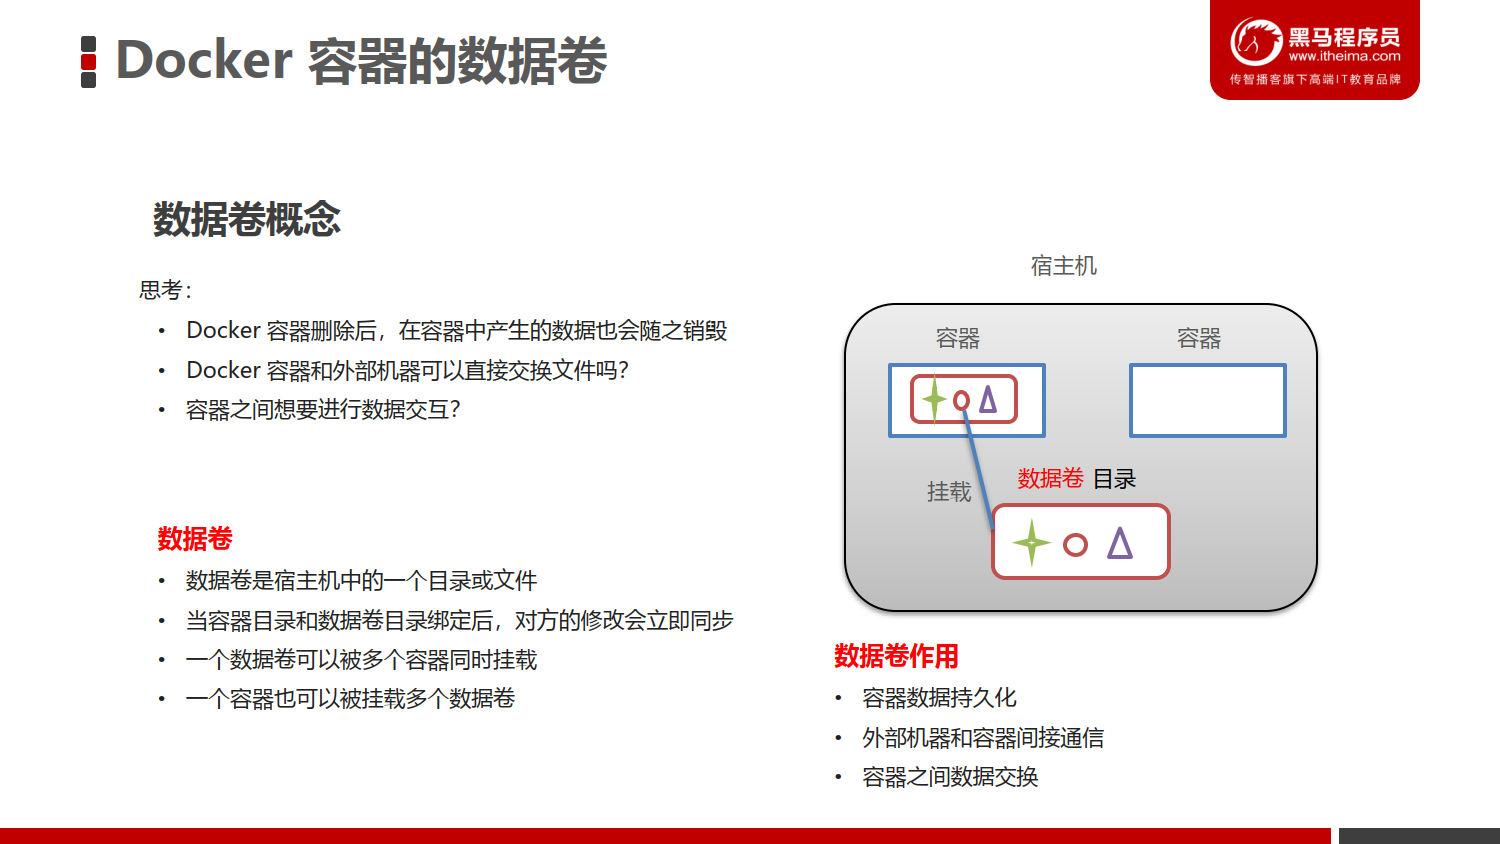 Docker 容器的数据卷
黑马程序员
www.itheima.com
传智播客旗下高端IT教育品牌
数据卷概念
思考：
• Docker 容器删除后，在容器中产生的数据也会随之销毁
• Docker 容器和外部机器可以直接交换文件吗？
• 容器之间想要进行数据交互？
数据卷
• 数据卷是宿主机中的一个目录或文件
• 当容器目录和数据卷目录绑定后，对方的修改会立即同步
• 一个数据卷可以被多个容器同时挂载
• 一个容器也可以被挂载多个数据卷
宿主机
容器
容器
挂载
数据卷 目录
数据卷作用
• 容器数据持久化
• 外部机器和容器间接通信
• 容器之间数据交换